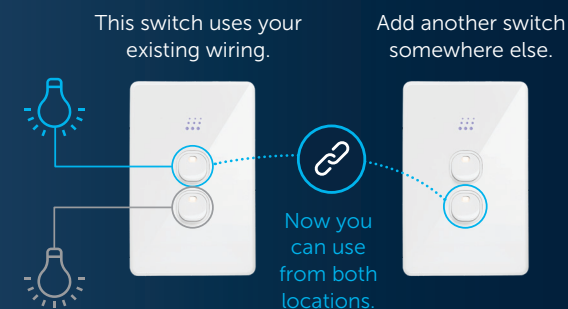 This switch uses your
existing wiring.
Add another switch
somewhere else.
Now you
can use
from both
locations.